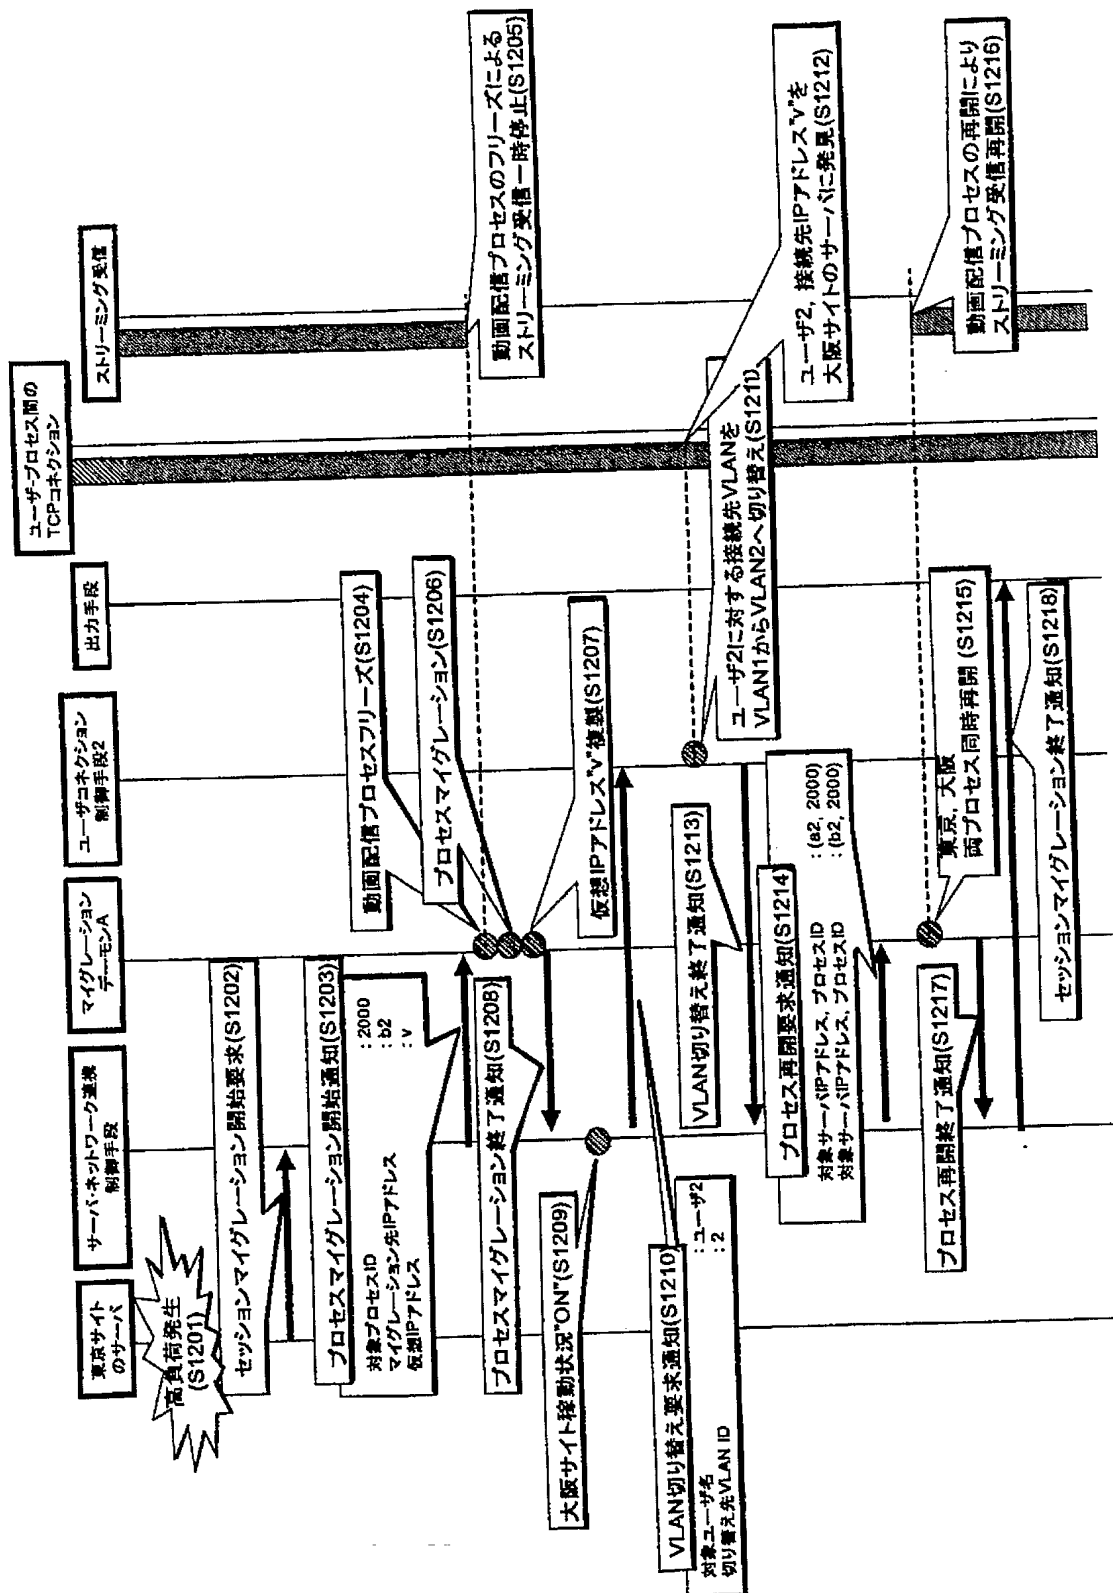 東京サイト
のサーバ
サーバ・ネットワーク連携
制御手段
マイグレーション
デーモンA
ユーザコネクション
制御手段2
出力手段
ユーザ-プロセス間の
TCPコネクション
ストリーミング受信
高負荷発生
(S1201)
セッションマイグレーション開始要求(S1202)
プロセスマイグレーション開始通知(S1203)
対象プロセスID : 2000
マイグレーション先IPアドレス : b2
仮想IPアドレス : v
動画配信プロセスフリーズ(S1204)
動画配信プロセスのフリーズによる
ストリーミング受信一時停止(S1205)
プロセスマイグレーション(S1206)
仮想IPアドレス"v"複製(S1207)
プロセスマイグレーション終了通知(S1208)
大阪サイト稼動状況"ON"(S1209)
VLAN切り替え要求通知(S1210)
対象ユーザ名 : ユーザ2
切り替え先VLAN ID : 2
ユーザ2に対する接続先VLANを
VLAN1からVLAN2へ切り替え(S1211)
ユーザ2, 接続先IPアドレス"v"を
大阪サイトのサーバに発見(S1212)
VLAN切り替え終了通知(S1213)
プロセス再開要求通知(S1214)
対象サーバIPアドレス, プロセスID : (a2, 2000)
対象サーバIPアドレス, プロセスID : (b2, 2000)
東京, 大阪
両プロセス同時再開 (S1215)
動画配信プロセスの再開により
ストリーミング受信再開(S1216)
プロセス再開終了通知(S1217)
セッションマイグレーション終了通知(S1218)